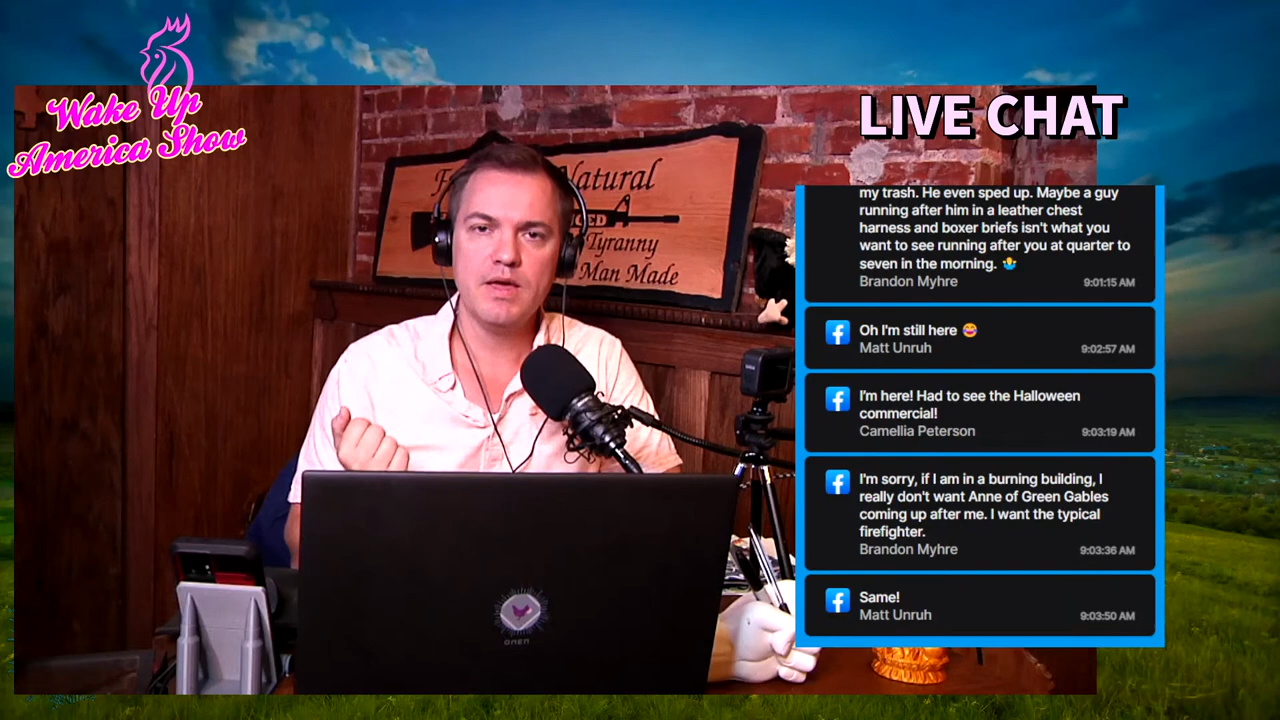 Wake Up
America Show
LIVE CHAT
Natural
Tyranny
Man Made
my trash. He even sped up. Maybe a guy
running after him in a leather chest
harness and boxer briefs isn't what you
want to see running after you at quarter to
seven in the morning. 🤷‍♂️
Brandon Myhre
9:01:15 AM
Oh I'm still here 😂
Matt Unruh
9:02:57 AM
I'm here! Had to see the Halloween
commercial!
Camellia Peterson
9:03:19 AM
I'm sorry, if I am in a burning building, I
really don't want Anne of Green Gables
coming up after me. I want the typical
firefighter.
Brandon Myhre
9:03:36 AM
Same!
Matt Unruh
9:03:50 AM
OMEN